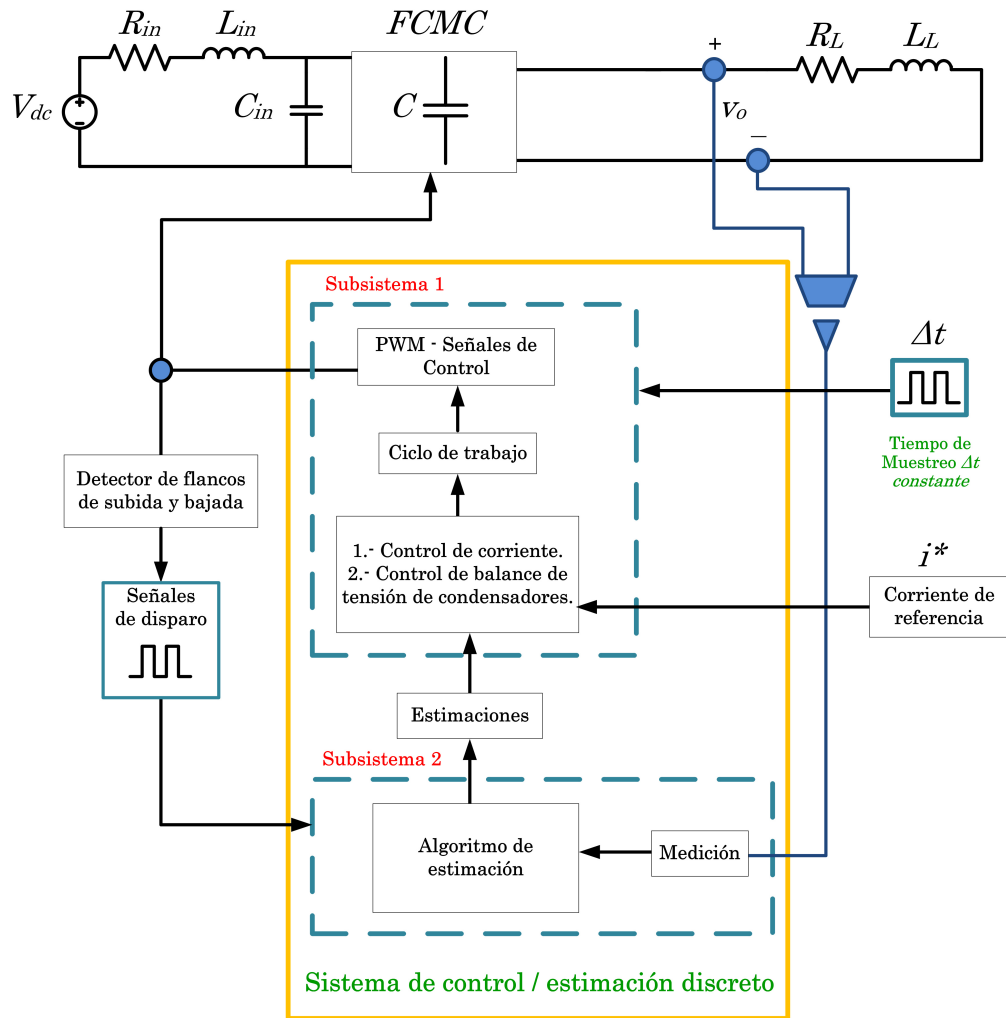 R_in
L_in
FCMC
R_L
L_L
V_dc
C_in
C
+
v_o
−
Subsistema 1
PWM - Señales de
Control
Δt
Ciclo de trabajo
Tiempo de
Muestreo Δt
constante
Detector de flancos
de subida y bajada
1.- Control de corriente.
2.- Control de balance de
tensión de condensadores.
i*
Corriente de
referencia
Señales
de disparo
Estimaciones
Subsistema 2
Algoritmo de
estimación
Medición
Sistema de control / estimación discreto